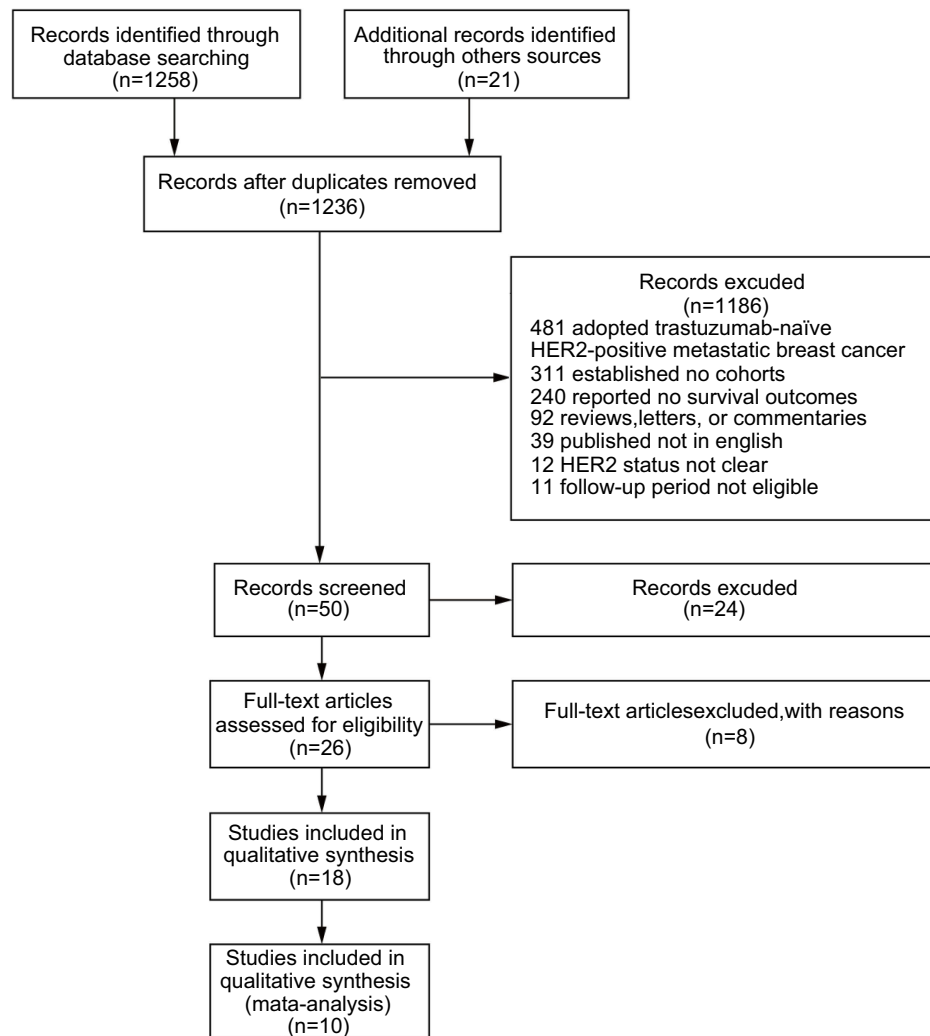 Records identified through
database searching
(n=1258)
Additional records identified
through others sources
(n=21)
Records after duplicates removed
(n=1236)
Records excuded
(n=1186)
481 adopted trastuzumab-naïve
HER2-positive metastatic breast cancer
311 established no cohorts
240 reported no survival outcomes
92 reviews,letters, or commentaries
39 published not in english
12 HER2 status not clear
11 follow-up period not eligible
Records screened
(n=50)
Records excuded
(n=24)
Full-text articles
assessed for eligibility
(n=26)
Full-text articlesexcluded,with reasons
(n=8)
Studies included in
qualitative synthesis
(n=18)
Studies included in
qualitative synthesis
(mata-analysis)
(n=10)